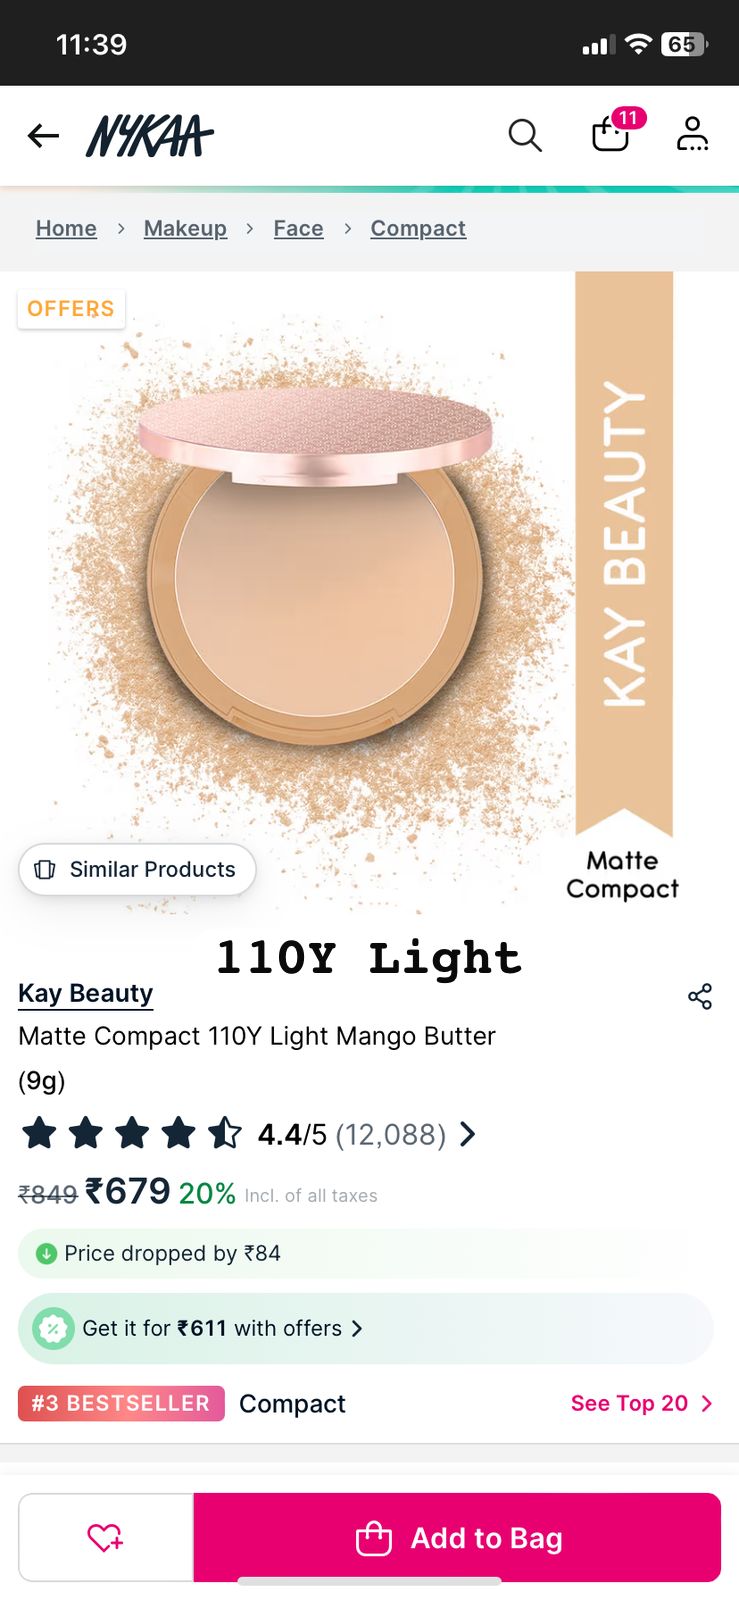 11:39
65
NYKAA
11
Home > Makeup > Face > Compact
OFFERS
KAY BEAUTY
Similar Products
Matte
Compact
110Y Light
Kay Beauty
Matte Compact 110Y Light Mango Butter
(9g)
4.4/5 (12,088) >
₹849 ₹679 20% Incl. of all taxes
Price dropped by ₹84
Get it for ₹611 with offers >
#3 BESTSELLER Compact See Top 20 >
Add to Bag